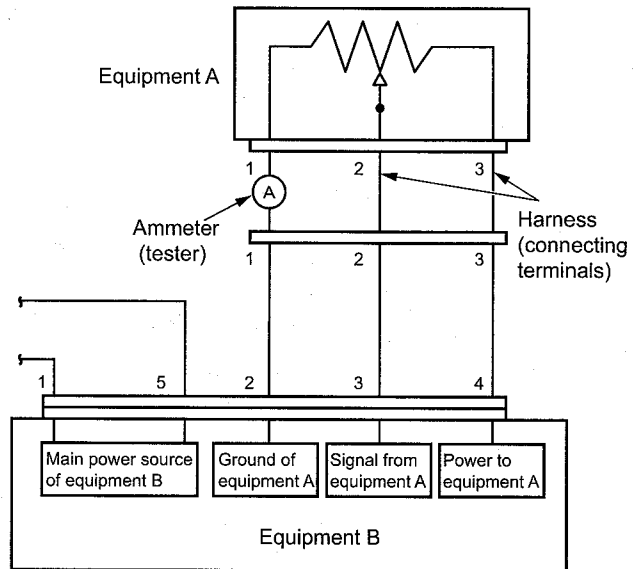 Equipment A
1 2 3
A
Ammeter
(tester)
Harness
(connecting
terminals)
1 2 3
1 5 2 3 4
Main power source
of equipment B
Ground of
equipment A
Signal from
equipment A
Power to
equipment A
Equipment B